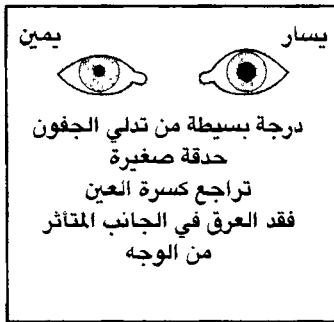 يمين
يسار
درجة بسيطة من تدلي الجفون
حدقة صغيرة
تراجع كسرة العين
فقد العرق في الجانب المتأثر
من الوجه